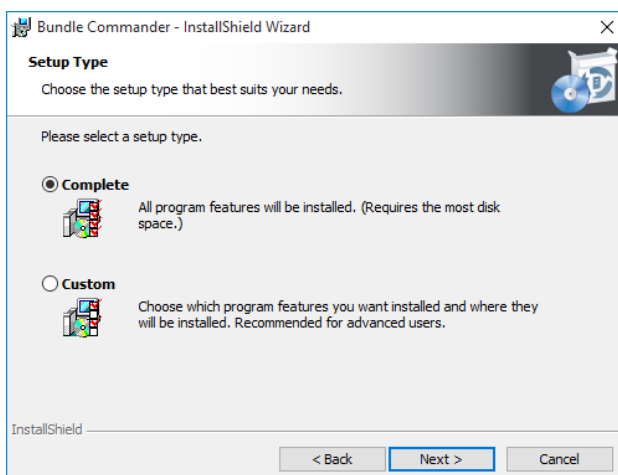 Bundle Commander - InstallShield Wizard
Setup Type
Choose the setup type that best suits your needs.
Please select a setup type.
Complete
All program features will be installed. (Requires the most disk
space.)
Custom
Choose which program features you want installed and where they
will be installed. Recommended for advanced users.
InstallShield
< Back
Next >
Cancel